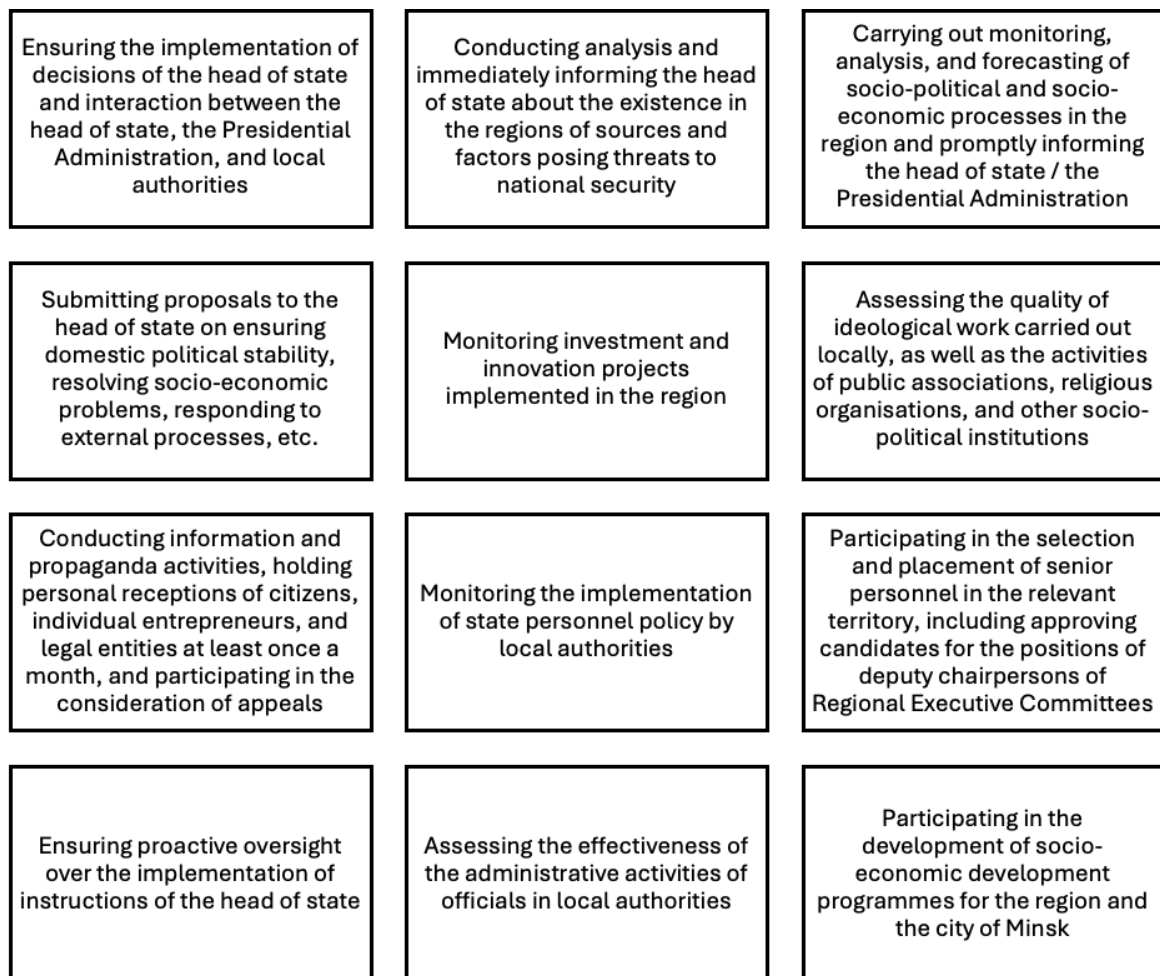 Ensuring the implementation of
decisions of the head of state
and interaction between the
head of state, the Presidential
Administration, and local
authorities
Conducting analysis and
immediately informing the head
of state about the existence in
the regions of sources and
factors posing threats to
national security
Carrying out monitoring,
analysis, and forecasting of
socio-political and socio-
economic processes in the
region and promptly informing
the head of state / the
Presidential Administration
Submitting proposals to the
head of state on ensuring
domestic political stability,
resolving socio-economic
problems, responding to
external processes, etc.
Monitoring investment and
innovation projects
implemented in the region
Assessing the quality of
ideological work carried out
locally, as well as the activities
of public associations, religious
organisations, and other socio-
political institutions
Conducting information and
propaganda activities, holding
personal receptions of citizens,
individual entrepreneurs, and
legal entities at least once a
month, and participating in the
consideration of appeals
Monitoring the implementation
of state personnel policy by
local authorities
Participating in the selection
and placement of senior
personnel in the relevant
territory, including approving
candidates for the positions of
deputy chairpersons of
Regional Executive Committees
Ensuring proactive oversight
over the implementation of
instructions of the head of state
Assessing the effectiveness of
the administrative activities of
officials in local authorities
Participating in the
development of socio-
economic development
programmes for the region and
the city of Minsk